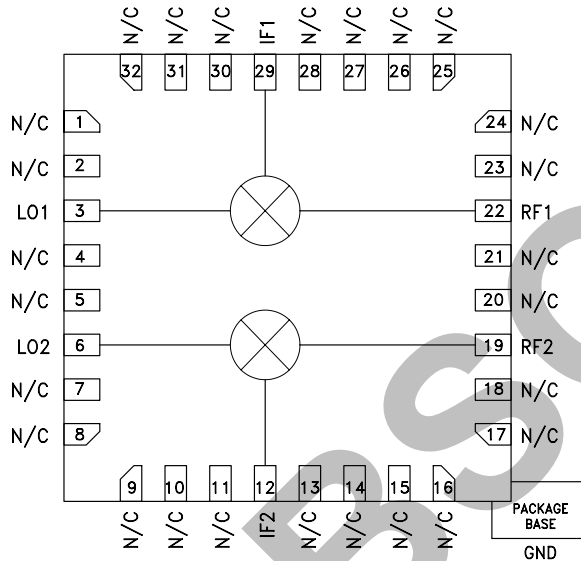 N/C N/C N/C IF1 N/C N/C N/C N/C
32 31 30 29 28 27 26 25
N/C 1 24 N/C
N/C 2 23 N/C
LO1 3 22 RF1
N/C 4 21 N/C
N/C 5 20 N/C
LO2 6 19 RF2
N/C 7 18 N/C
N/C 8 17 N/C
9 10 11 12 13 14 15 16
N/C N/C N/C IF2 N/C N/C N/C N/C
PACKAGE
BASE
GND
BSO